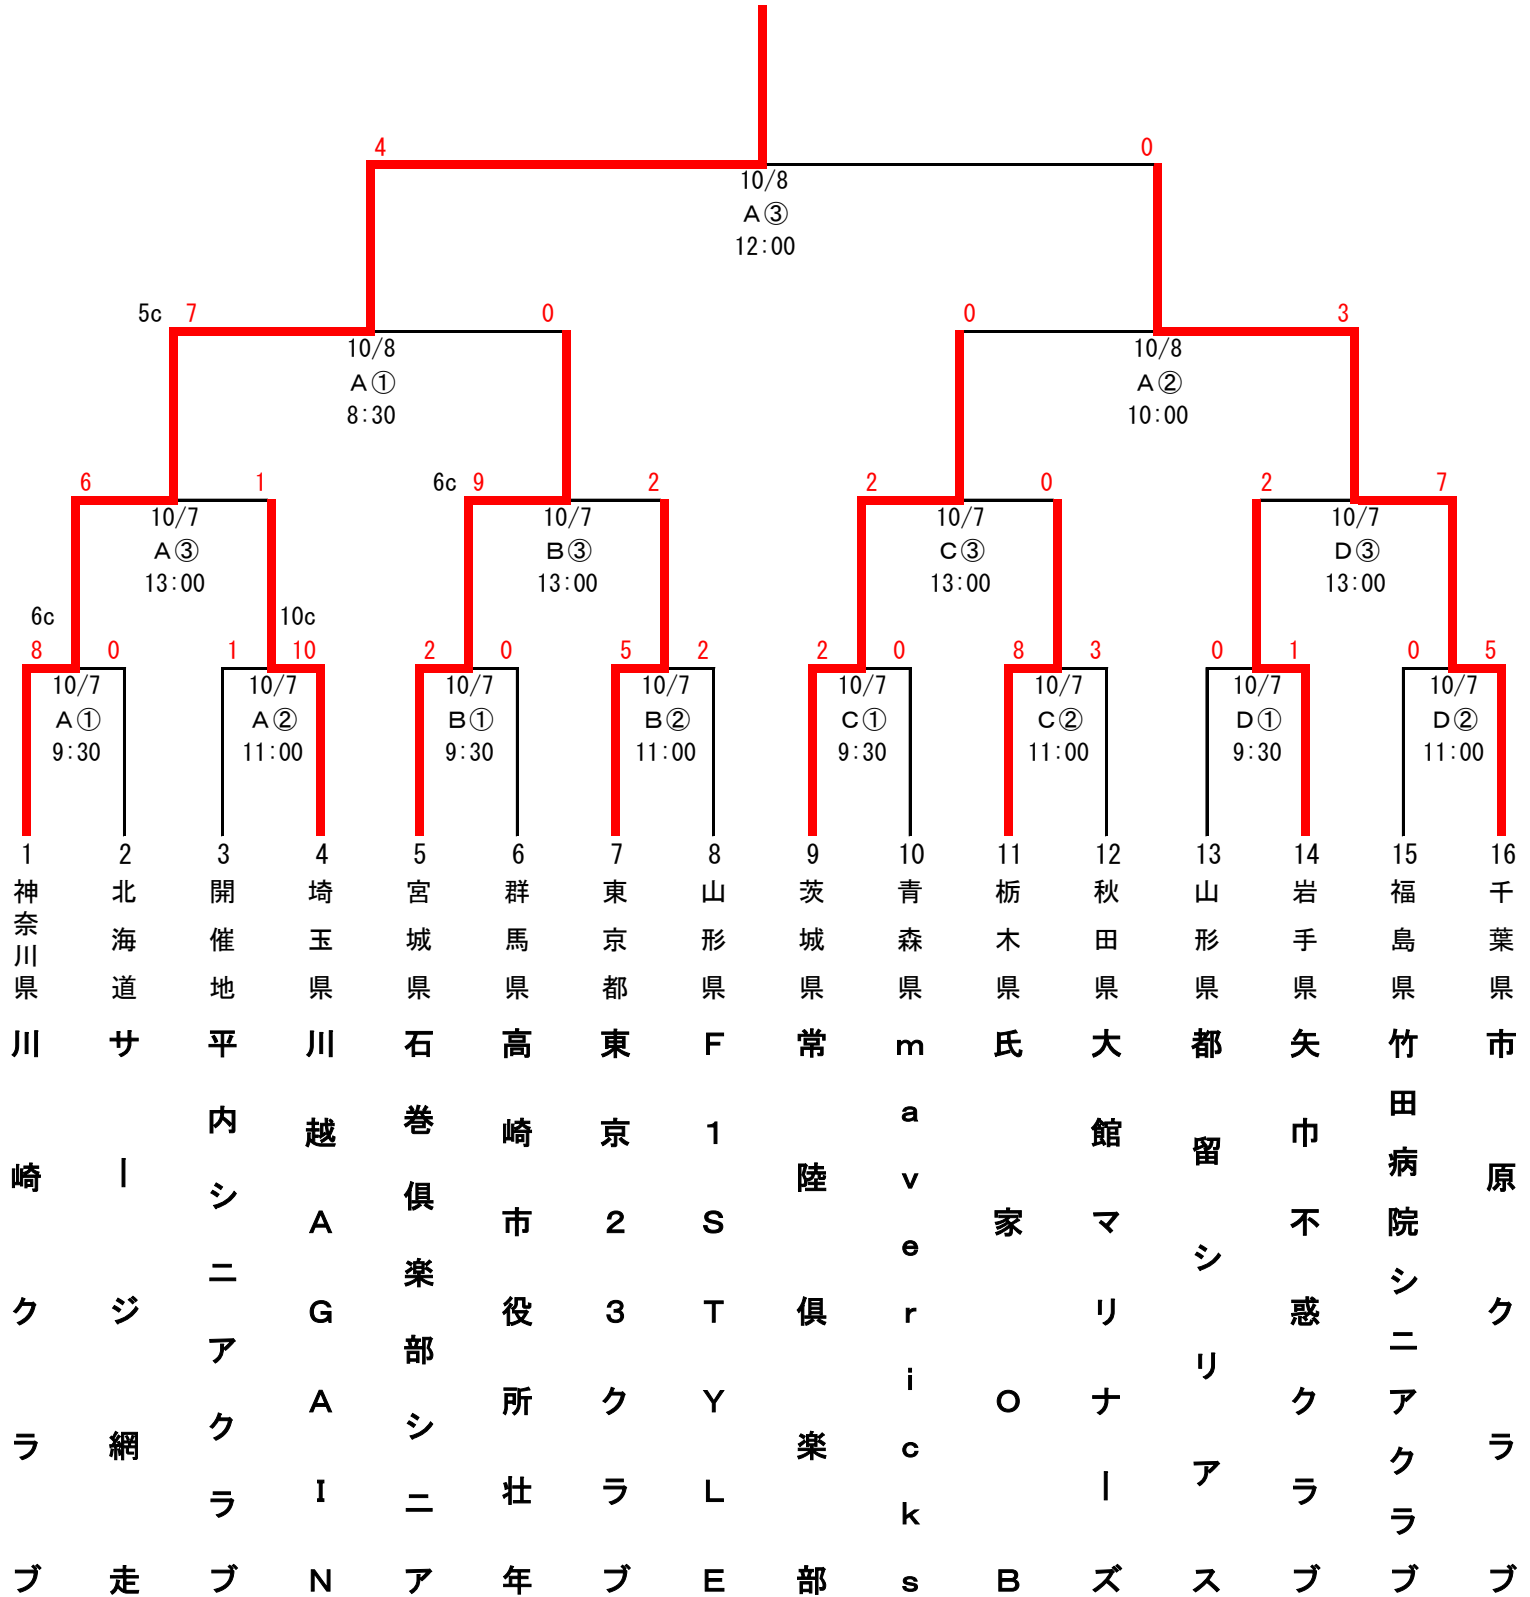 4 0
10/8
A③
12:00
5c 7 0 0 3
10/8 10/8
A① A②
8:30 10:00
6 1 6c 9 2 2 0 2 7
10/7 10/7 10/7 10/7
A③ B③ C③ D③
13:00 13:00 13:00 13:00
6c 10c
8 0 1 10 2 0 5 2 2 0 8 3 0 1 0 5
10/7 10/7 10/7 10/7 10/7 10/7 10/7 10/7
A① A② B① B② C① C② D① D②
9:30 11:00 9:30 11:00 9:30 11:00 9:30 11:00
1 神奈川県 川崎クラブ
2 北海道 サージ網走
3 開催地 平内シニアクラブ
4 埼玉県 川越AGAIN
5 宮城県 石巻倶楽部シニア
6 群馬県 高崎市役所壮年
7 東京都 東京23クラブ
8 山形県 F1STYLE
9 茨城県 常陸倶楽部
10 青森県 mavericks
11 栃木県 氏家OB
12 秋田県 大館マリナーズ
13 山形県 都留シリアス
14 岩手県 矢巾不惑クラブ
15 福島県 竹田病院シニアクラブ
16 千葉県 市原クラブ